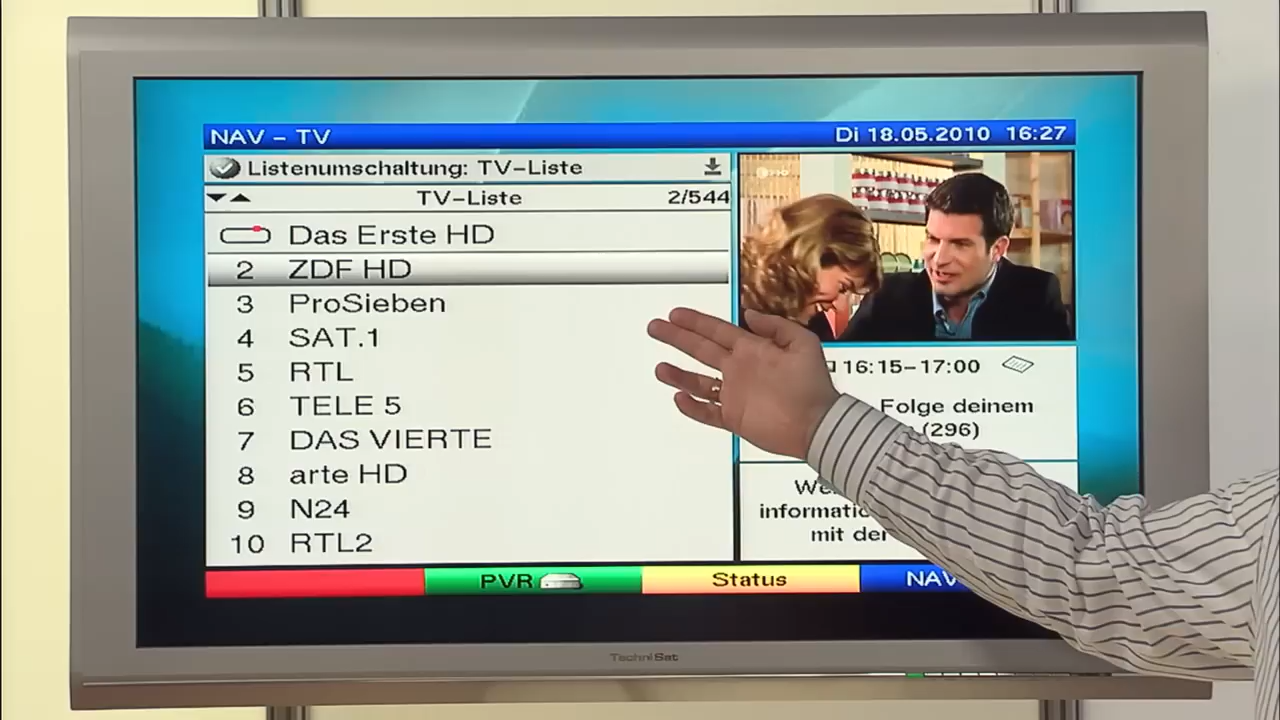 NAV - TV
Di 18.05.2010 16:27
Listenumschaltung: TV-Liste
TV-Liste 2/544
Das Erste HD
2 ZDF HD
3 ProSieben
4 SAT.1
5 RTL
6 TELE 5
7 DAS VIERTE
8 arte HD
9 N24
10 RTL2
16:15-17:00
Folge deinem
(296)
mit der
PVR
Status
NAV
TechniSat